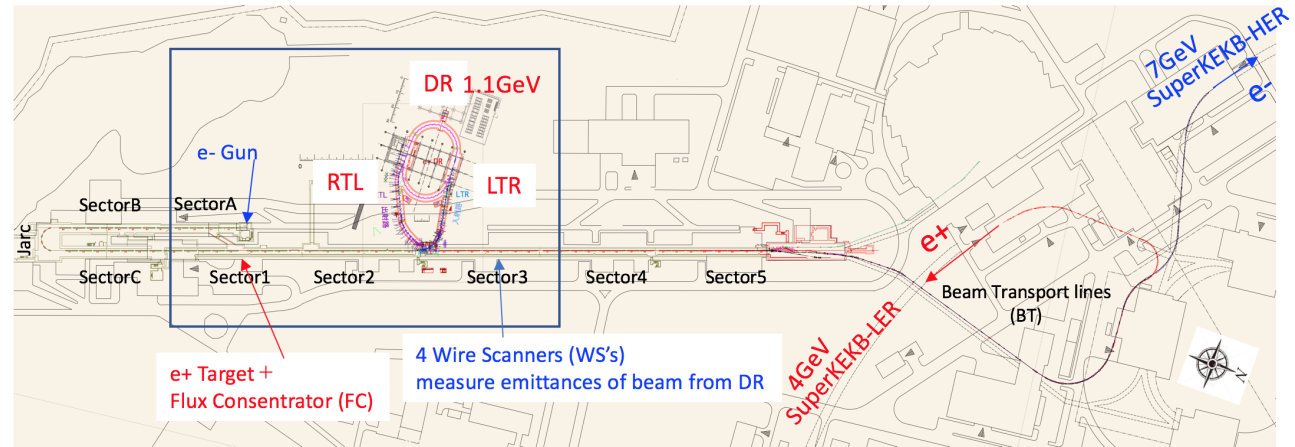 7GeV
SuperKEKB-HER
e-
DR 1.1GeV
e- Gun
RTL
LTR
LTR
SectorB
SectorA
Jarc
e+
SectorC
Sector1
Sector2
Sector3
Sector4
Sector5
Beam Transport lines
(BT)
4GeV
SuperKEKB-LER
4 Wire Scanners (WS's)
measure emittances of beam from DR
e+ Target +
Flux Consentrator (FC)
N